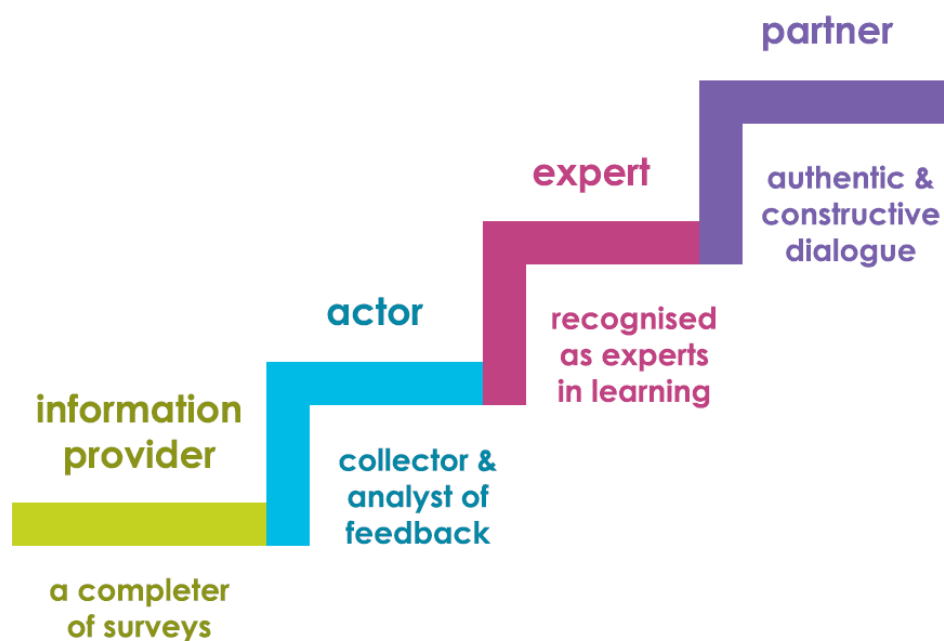 partner
authentic &
constructive
dialogue
expert
recognised
as experts
in learning
actor
collector &
analyst of
feedback
information
provider
a completer
of surveys